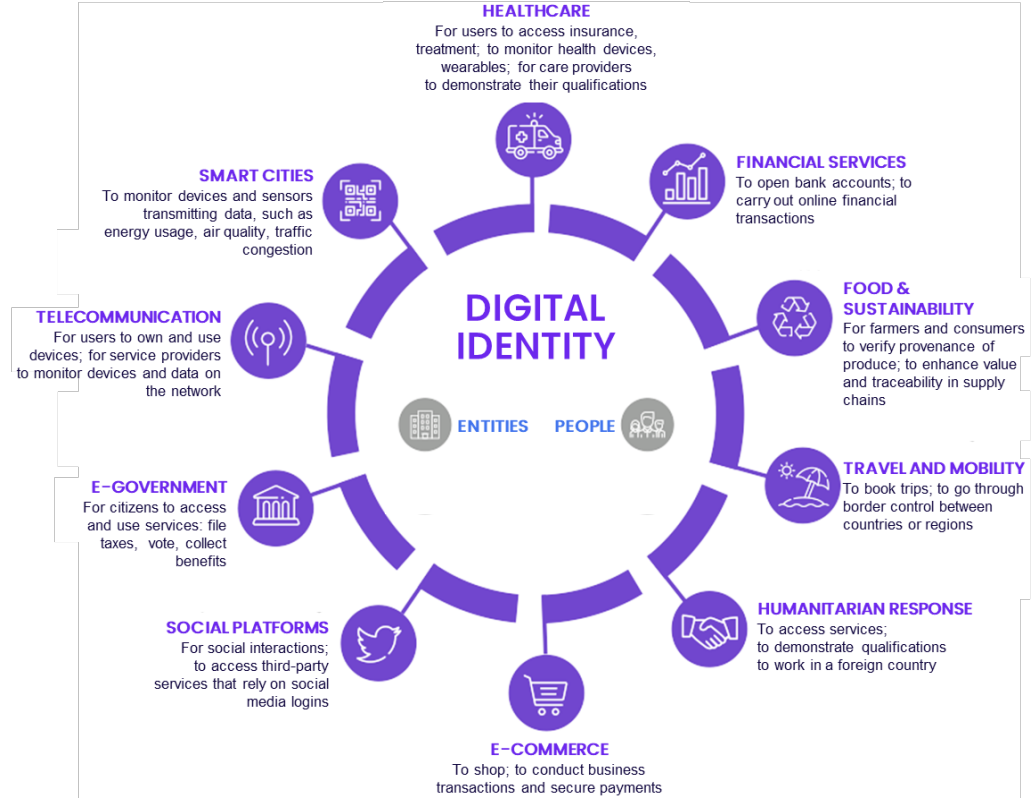 HEALTHCARE
For users to access insurance,
treatment; to monitor health devices,
wearables; for care providers
to demonstrate their qualifications
FINANCIAL SERVICES
To open bank accounts; to
carry out online financial
transactions
FOOD &
SUSTAINABILITY
For farmers and consumers
to verify provenance of
produce; to enhance value
and traceability in supply
chains
TRAVEL AND MOBILITY
To book trips; to go through
border control between
countries or regions
HUMANITARIAN RESPONSE
To access services;
to demonstrate qualifications
to work in a foreign country
E-COMMERCE
To shop; to conduct business
transactions and secure payments
SOCIAL PLATFORMS
For social interactions;
to access third-party
services that rely on social
media logins
E-GOVERNMENT
For citizens to access
and use services: file
taxes, vote, collect
benefits
TELECOMMUNICATION
For users to own and use
devices; for service providers
to monitor devices and data on
the network
SMART CITIES
To monitor devices and sensors
transmitting data, such as
energy usage, air quality, traffic
congestion
DIGITAL
IDENTITY
ENTITIES PEOPLE